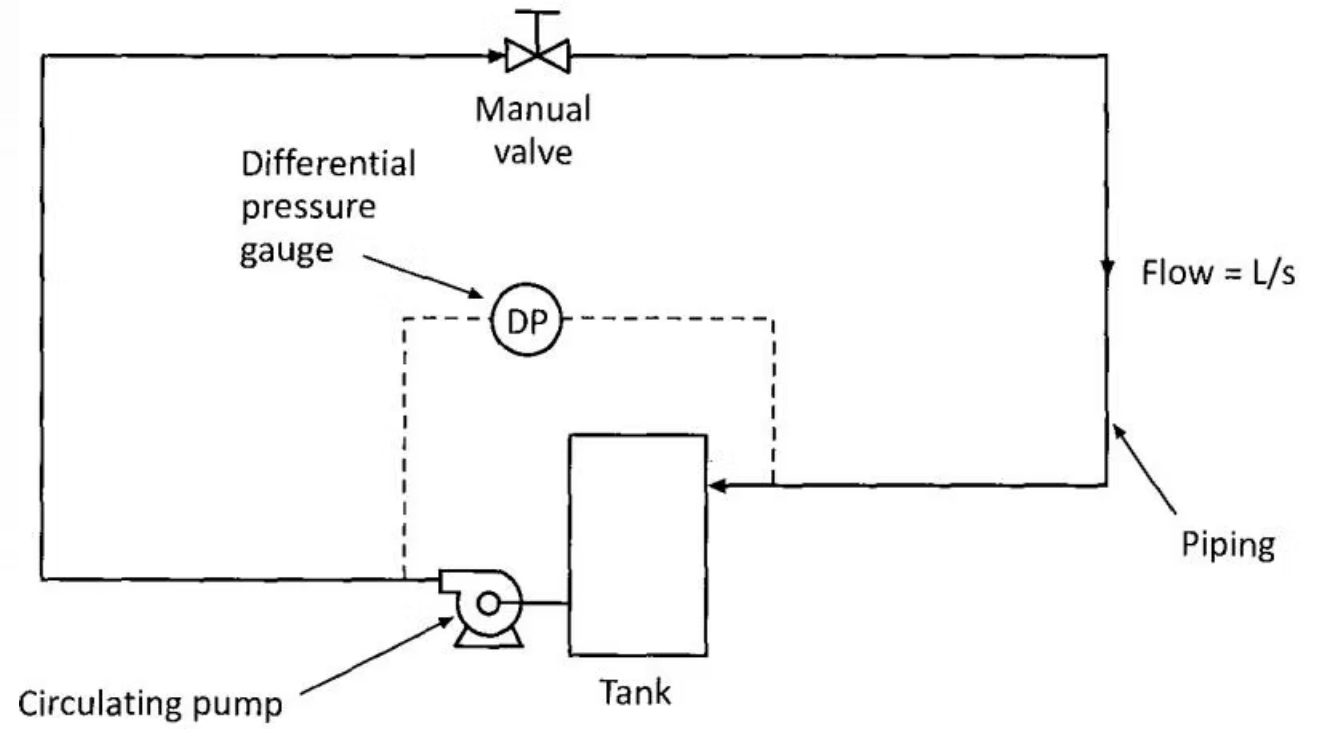 Manual
valve
Differential
pressure
gauge
DP
Flow = L/s
Piping
Tank
Circulating pump